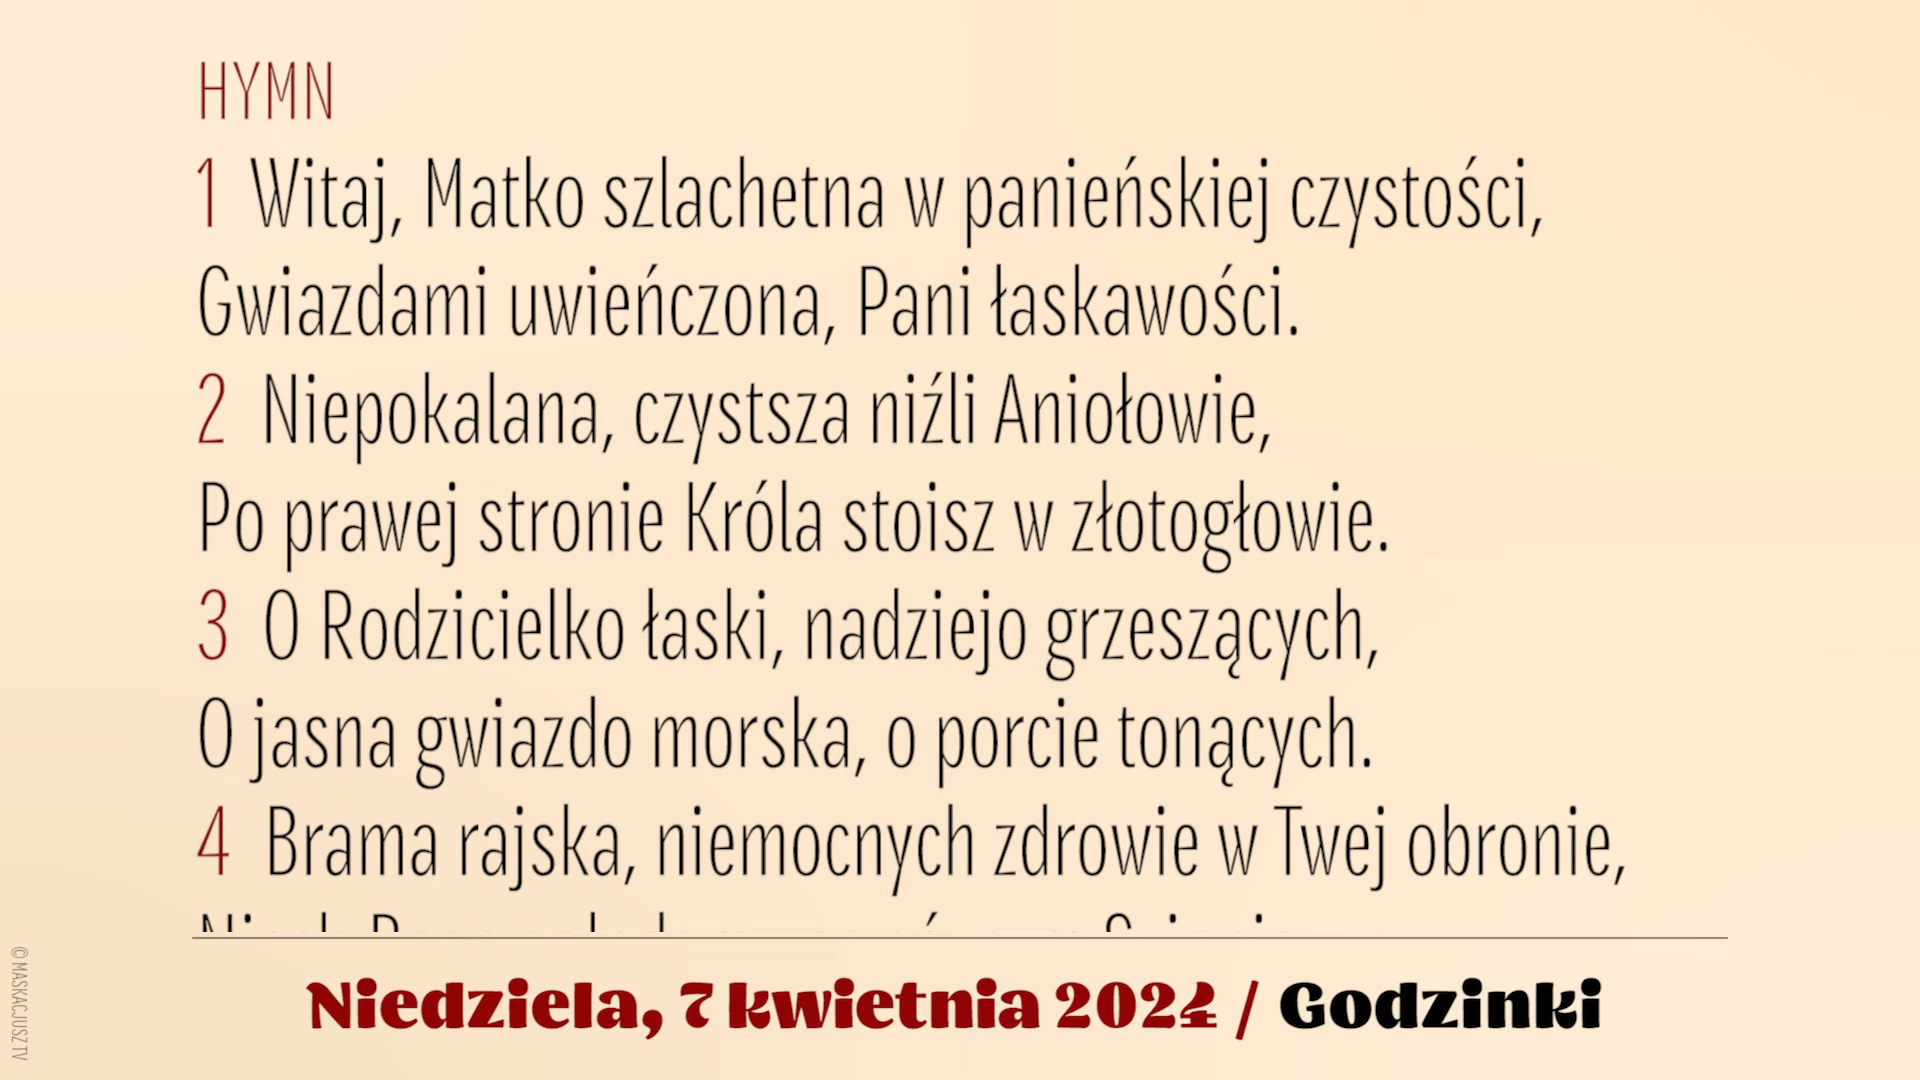 HYMN
1 Witaj, Matko szlachetna w panieńskiej czystości,
Gwiazdami uwieńczona, Pani łaskawości.
2 Niepokalana, czystsza niźli Aniołowie,
Po prawej stronie Króla stoisz w złotogłowie.
3 O Rodzicielko łaski, nadziejo grzeszących,
O jasna gwiazdo morska, o porcie tonących.
4 Brama rajska, niemocnych zdrowie w Twej obronie,
Niedziela, 7 kwietnia 2024 / Godzinki
© MASKACJUSZ TV